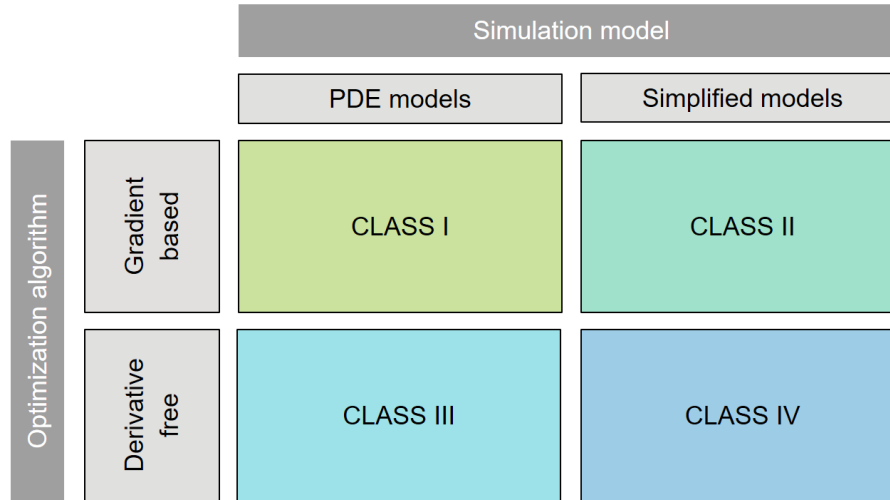 Simulation model
PDE models
Simplified models
Optimization algorithm
Gradient
based
CLASS I
CLASS II
Derivative
free
CLASS III
CLASS IV